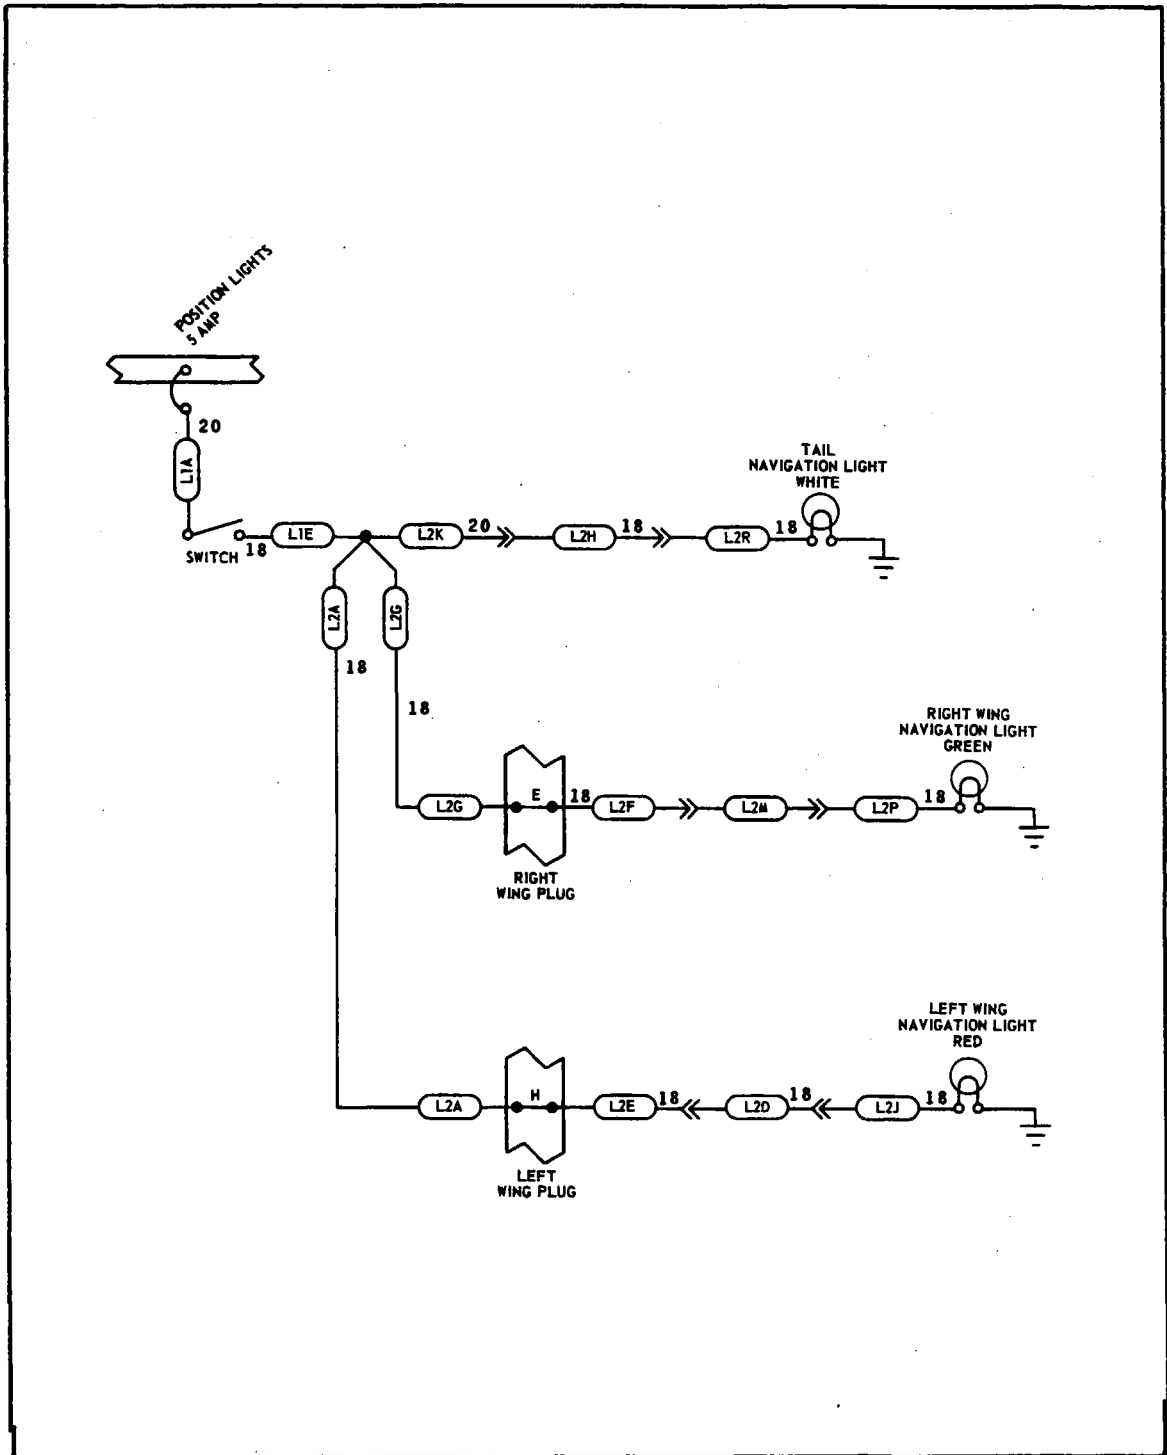 POSITION LIGHTS
5 AMP
20
L1A
SWITCH
18
L1E
L2K
20
L2H
18
L2R
18
TAIL
NAVIGATION LIGHT
WHITE
L2A
L2G
18
18
RIGHT WING
NAVIGATION LIGHT
GREEN
L2G
E
18
L2F
L2M
L2P
18
RIGHT
WING PLUG
LEFT WING
NAVIGATION LIGHT
RED
L2A
H
L2E
18
L2D
18
L2J
18
LEFT
WING PLUG